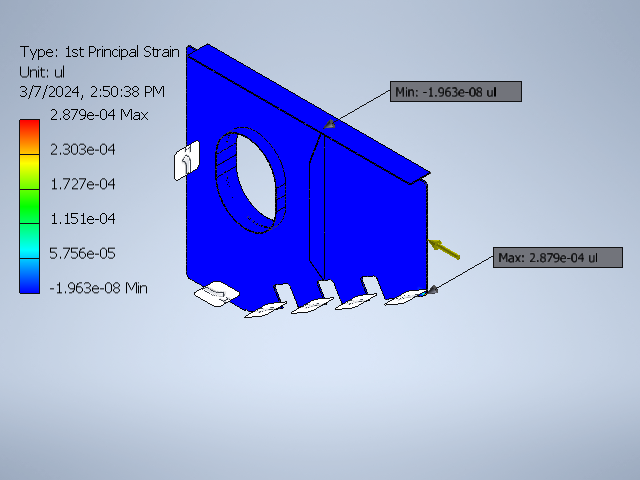 Type: 1st Principal Strain
Unit: ul
3/7/2024, 2:50:38 PM
2.879e-04 Max
2.303e-04
1.727e-04
1.151e-04
5.756e-05
-1.963e-08 Min
Min: -1.963e-08 ul
Max: 2.879e-04 ul